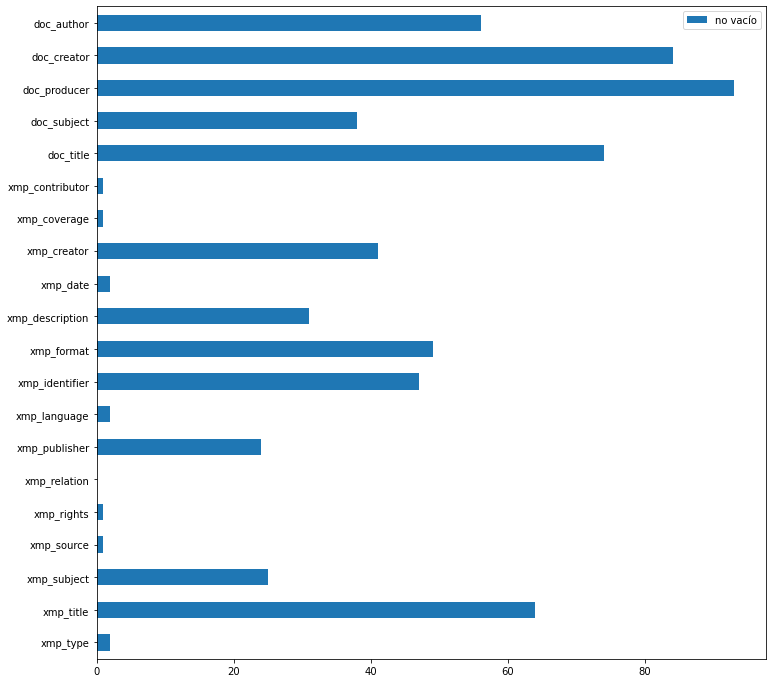 no vacío
doc_author
doc_creator
doc_producer
doc_subject
doc_title
xmp_contributor
xmp_coverage
xmp_creator
xmp_date
xmp_description
xmp_format
xmp_identifier
xmp_language
xmp_publisher
xmp_relation
xmp_rights
xmp_source
xmp_subject
xmp_title
xmp_type
0 20 40 60 80